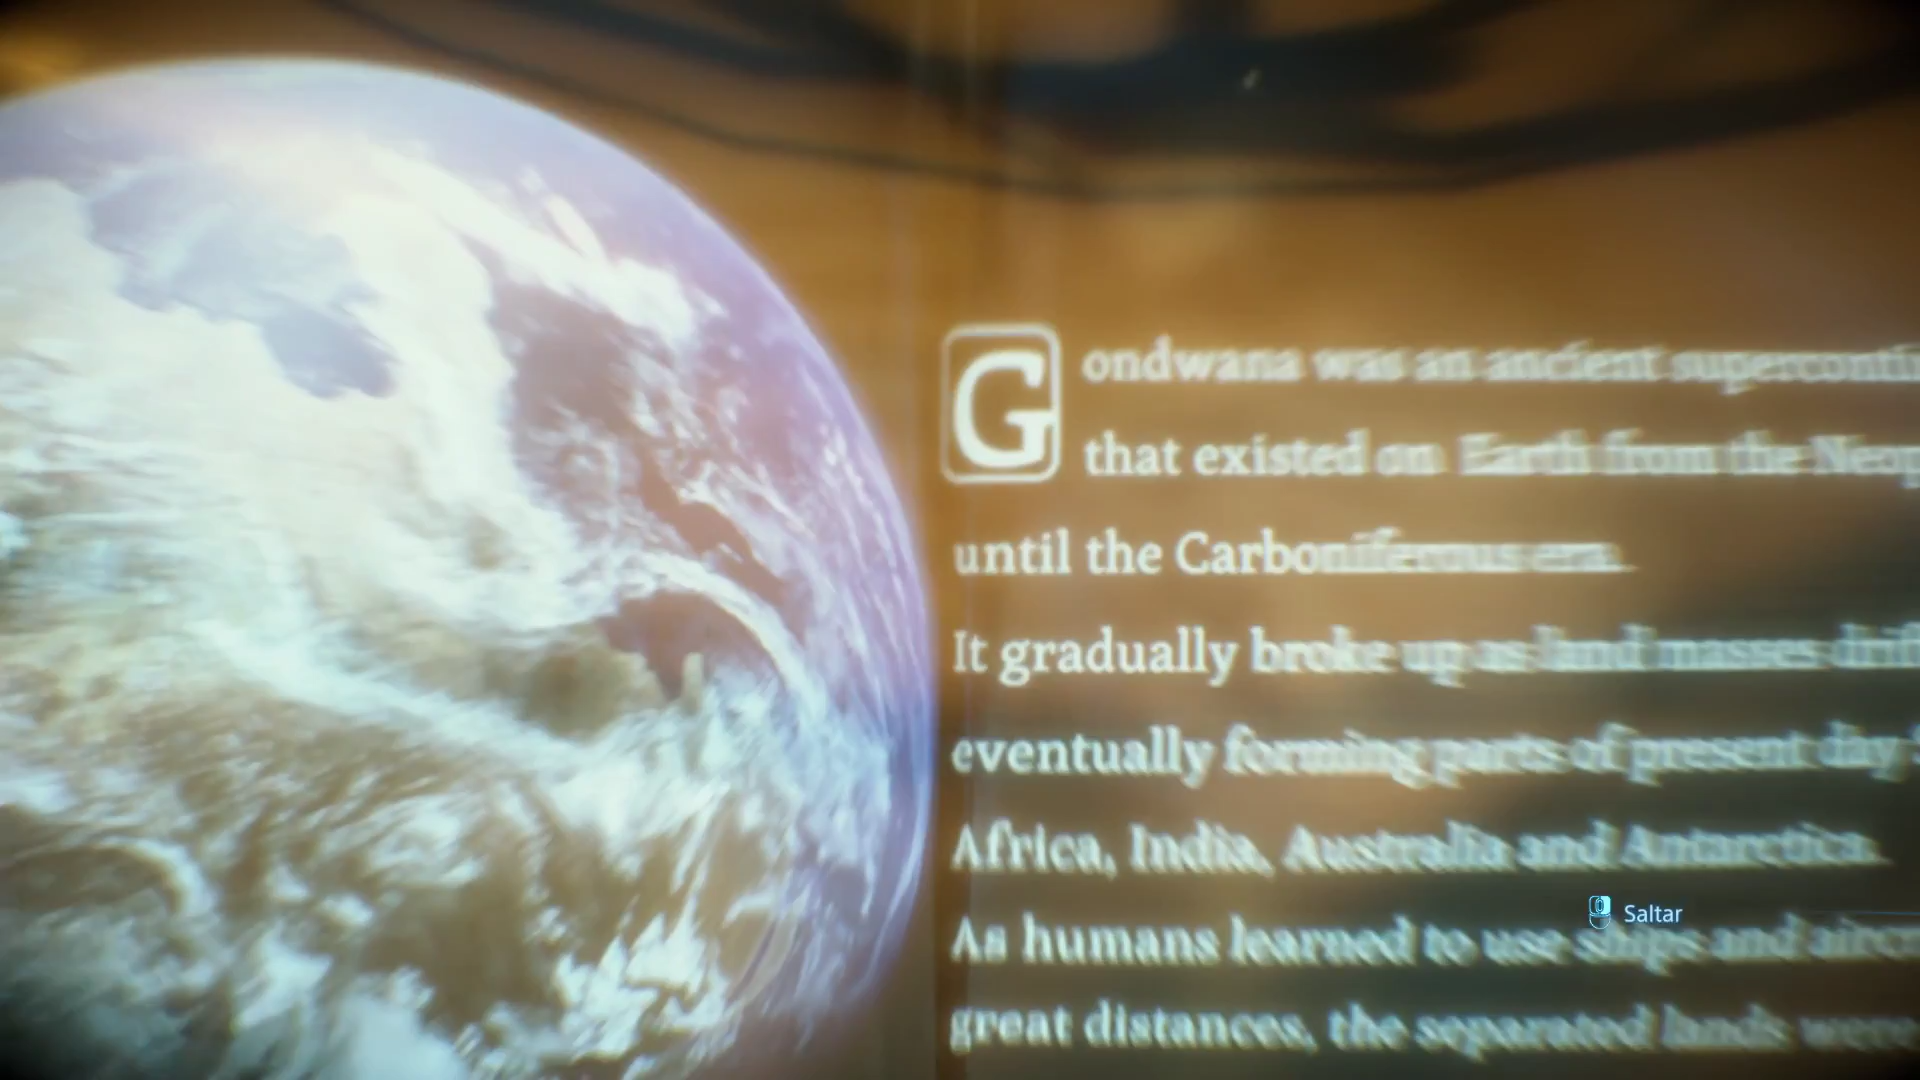 Gondwana was an ancient
that existed on Earth from the
until the Carboniferous era.
It gradually broke up as land masses
eventually forming parts of present day
Africa, India, Australia and Antarctica.
Saltar
As humans learned to use ships and
great distances, the separated lands were